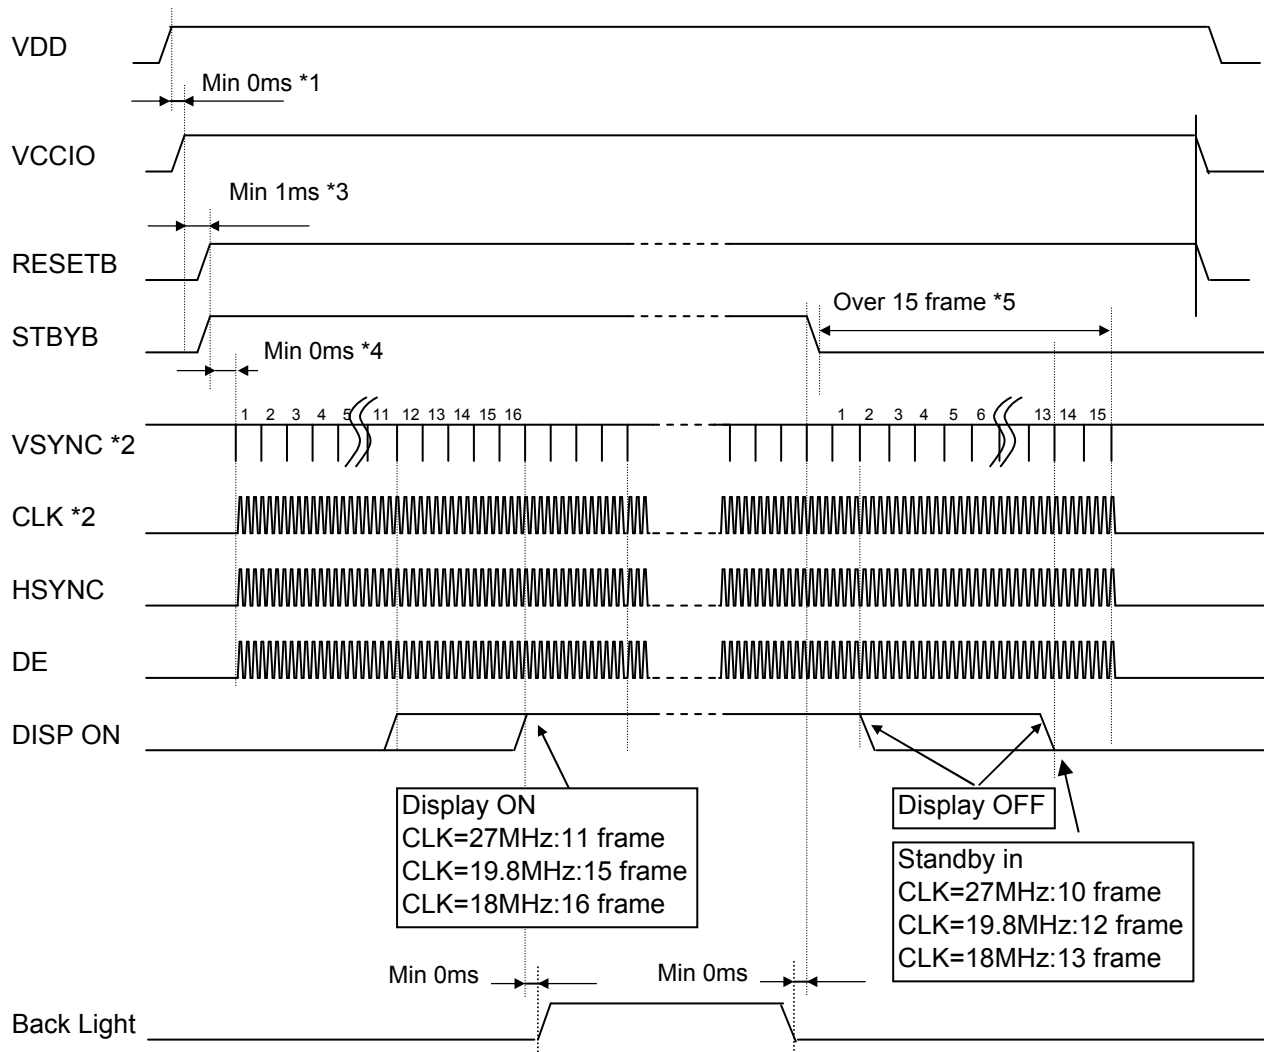 VDD
Min 0ms *1
VCCIO
Min 1ms *3
RESETB
Over 15 frame *5
STBYB
Min 0ms *4
1 2 3 4 5 11 12 13 14 15 16 1 2 3 4 5 6 13 14 15
VSYNC *2
CLK *2
HSYNC
DE
DISP ON
Display ON
CLK=27MHz:11 frame
CLK=19.8MHz:15 frame
CLK=18MHz:16 frame
Display OFF
Standby in
CLK=27MHz:10 frame
CLK=19.8MHz:12 frame
CLK=18MHz:13 frame
Min 0ms Min 0ms
Back Light